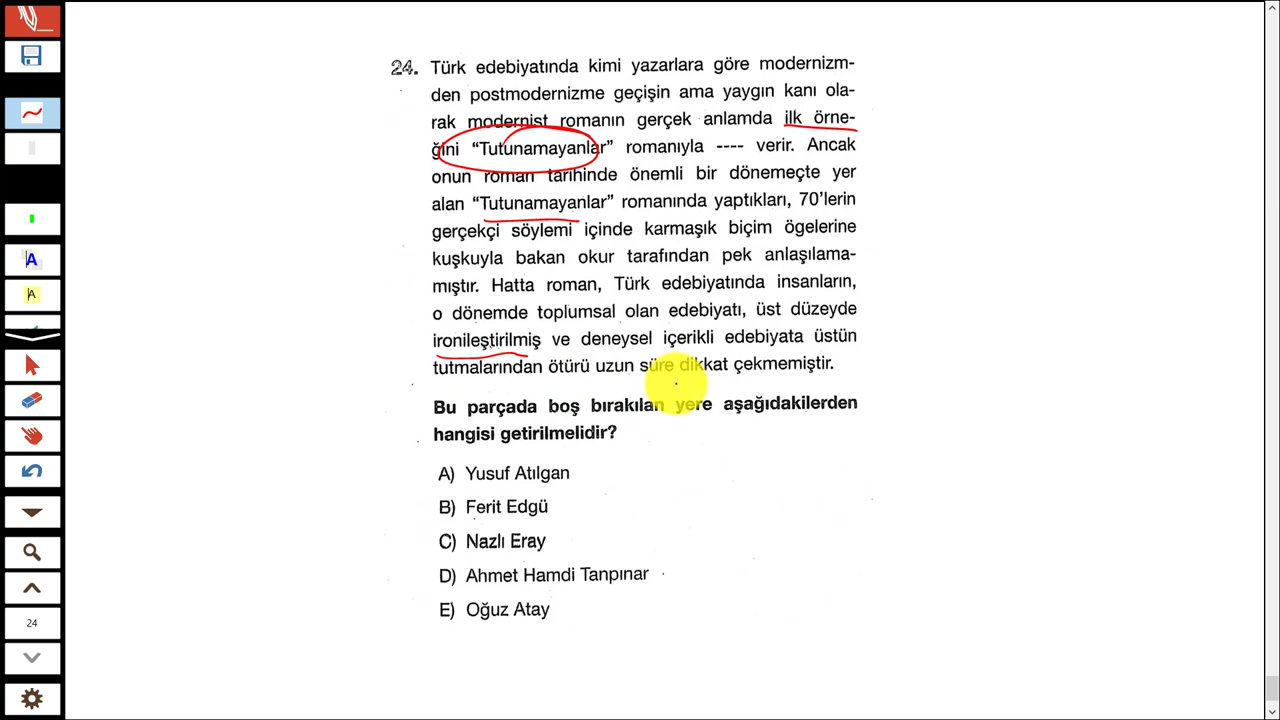 24. Türk edebiyatında kimi yazarlara göre modernizm-
den postmodernizme geçişin ama yaygın kanı ola-
rak modernist romanın gerçek anlamda ilk örne-
ğini “Tutunamayanlar” romanıyla ---- verir. Ancak
onun roman tarihinde önemli bir dönemeçte yer
alan “Tutunamayanlar” romanında yaptıkları, 70’lerin
gerçekçi söylemi içinde karmaşık biçim ögelerine
kuşkuyla bakan okur tarafından pek anlaşılama-
mıştır. Hatta roman, Türk edebiyatında insanların,
o dönemde toplumsal olan edebiyatı, üst düzeyde
ironileştirilmiş ve deneysel içerikli edebiyata üstün
tutmalarından ötürü uzun süre dikkat çekmemiştir.
Bu parçada boş bırakılan yere aşağıdakilerden
hangisi getirilmelidir?
A) Yusuf Atılgan
B) Ferit Edgü
C) Nazlı Eray
D) Ahmet Hamdi Tanpınar
E) Oğuz Atay
A
A
24